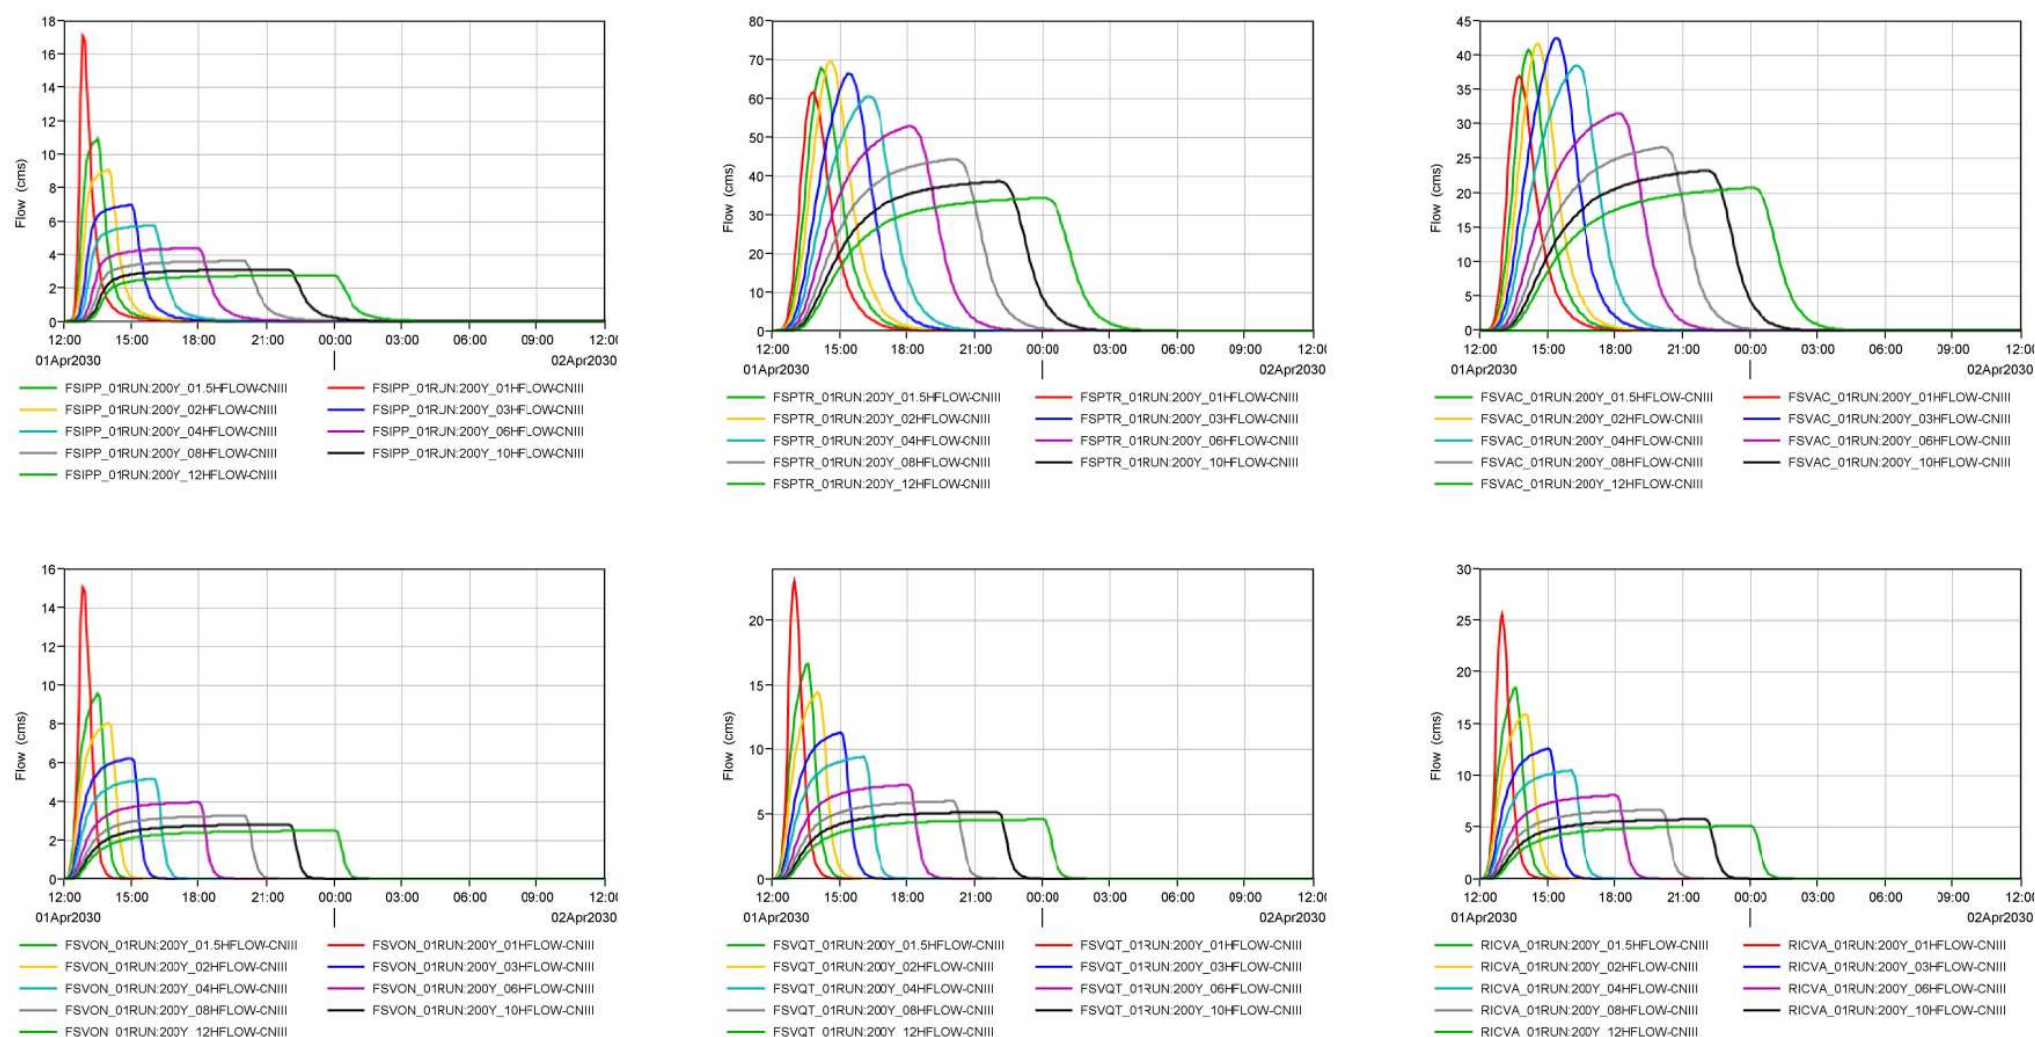 18
16
14
12
10
8
6
4
2
0
Flow (cms)
12:00 15:00 18:00 21:00 00:00 03:00 06:00 09:00 12:00
01Apr2030 02Apr2030
FSIPP_01RUN:200Y_01.5HFLOW-CNIII FSIPP_01RUN:200Y_01HFLOW-CNIII
FSIPP_01RUN:200Y_02HFLOW-CNIII FSIPP_01RUN:200Y_03HFLOW-CNIII
FSIPP_01RUN:200Y_04HFLOW-CNIII FSIPP_01RUN:200Y_06HFLOW-CNIII
FSIPP_01RUN:200Y_08HFLOW-CNIII FSIPP_01RUN:200Y_10HFLOW-CNIII
FSIPP_01RUN:200Y_12HFLOW-CNIII
80
70
60
50
40
30
20
10
0
Flow (cms)
12:00 15:00 18:00 21:00 00:00 03:00 06:00 09:00 12:00
01Apr2030 02Apr2030
FSPTR_01RUN:200Y_01.5HFLOW-CNIII FSPTR_01RUN:200Y_01HFLOW-CNIII
FSPTR_01RUN:200Y_02HFLOW-CNIII FSPTR_01RUN:200Y_03HFLOW-CNIII
FSPTR_01RUN:200Y_04HFLOW-CNIII FSPTR_01RUN:200Y_06HFLOW-CNIII
FSPTR_01RUN:200Y_08HFLOW-CNIII FSPTR_01RUN:200Y_10HFLOW-CNIII
FSPTR_01RUN:200Y_12HFLOW-CNIII
45
40
35
30
25
20
15
10
5
0
Flow (cms)
12:00 15:00 18:00 21:00 00:00 03:00 06:00 09:00 12:00
01Apr2030 02Apr2030
FSVAC_01RUN:200Y_01.5HFLOW-CNIII FSVAC_01RUN:200Y_01HFLOW-CNIII
FSVAC_01RUN:200Y_02HFLOW-CNIII FSVAC_01RUN:200Y_03HFLOW-CNIII
FSVAC_01RUN:200Y_04HFLOW-CNIII FSVAC_01RUN:200Y_06HFLOW-CNIII
FSVAC_01RUN:200Y_08HFLOW-CNIII FSVAC_01RUN:200Y_10HFLOW-CNIII
FSVAC_01RUN:200Y_12HFLOW-CNIII
16
14
12
10
8
6
4
2
0
Flow (cms)
12:00 15:00 18:00 21:00 00:00 03:00 06:00 09:00 12:00
01Apr2030 02Apr2030
FSVON_01RUN:200Y_01.5HFLOW-CNIII FSVON_01RUN:200Y_01HFLOW-CNIII
FSVON_01RUN:200Y_02HFLOW-CNIII FSVON_01RUN:200Y_03HFLOW-CNIII
FSVON_01RUN:200Y_04HFLOW-CNIII FSVON_01RUN:200Y_06HFLOW-CNIII
FSVON_01RUN:200Y_08HFLOW-CNIII FSVON_01RUN:200Y_10HFLOW-CNIII
FSVON_01RUN:200Y_12HFLOW-CNIII
20
15
10
5
0
Flow (cms)
12:00 15:00 18:00 21:00 00:00 03:00 06:00 09:00 12:00
01Apr2030 02Apr2030
FSVQT_01RUN:200Y_01.5HFLOW-CNIII FSVQT_01RUN:200Y_01HFLOW-CNIII
FSVQT_01RUN:200Y_02HFLOW-CNIII FSVQT_01RUN:200Y_03HFLOW-CNIII
FSVQT_01RUN:200Y_04HFLOW-CNIII FSVQT_01RUN:200Y_06HFLOW-CNIII
FSVQT_01RUN:200Y_08HFLOW-CNIII FSVQT_01RUN:200Y_10HFLOW-CNIII
FSVQT_01RUN:200Y_12HFLOW-CNIII
30
25
20
15
10
5
0
Flow (cms)
12:00 15:00 18:00 21:00 00:00 03:00 06:00 09:00 12:00
01Apr2030 02Apr2030
RICVA_01RUN:200Y_01.5HFLOW-CNIII RICVA_01RUN:200Y_01HFLOW-CNIII
RICVA_01RUN:200Y_02HFLOW-CNIII RICVA_01RUN:200Y_03HFLOW-CNIII
RICVA_01RUN:200Y_04HFLOW-CNIII RICVA_01RUN:200Y_06HFLOW-CNIII
RICVA_01RUN:200Y_08HFLOW-CNIII RICVA_01RUN:200Y_10HFLOW-CNIII
RICVA_01RUN:200Y_12HFLOW-CNIII